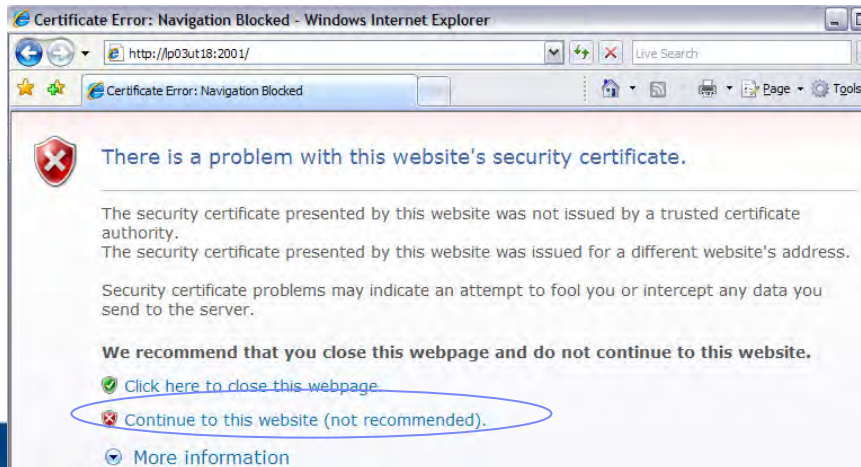 Certificate Error: Navigation Blocked - Windows Internet Explorer
http://lp03ut18:2001/
Live Search
Certificate Error: Navigation Blocked
Page
Tools
There is a problem with this website's security certificate.
The security certificate presented by this website was not issued by a trusted certificate
authority.
The security certificate presented by this website was issued for a different website's address.
Security certificate problems may indicate an attempt to fool you or intercept any data you
send to the server.
We recommend that you close this webpage and do not continue to this website.
Click here to close this webpage.
Continue to this website (not recommended).
More information